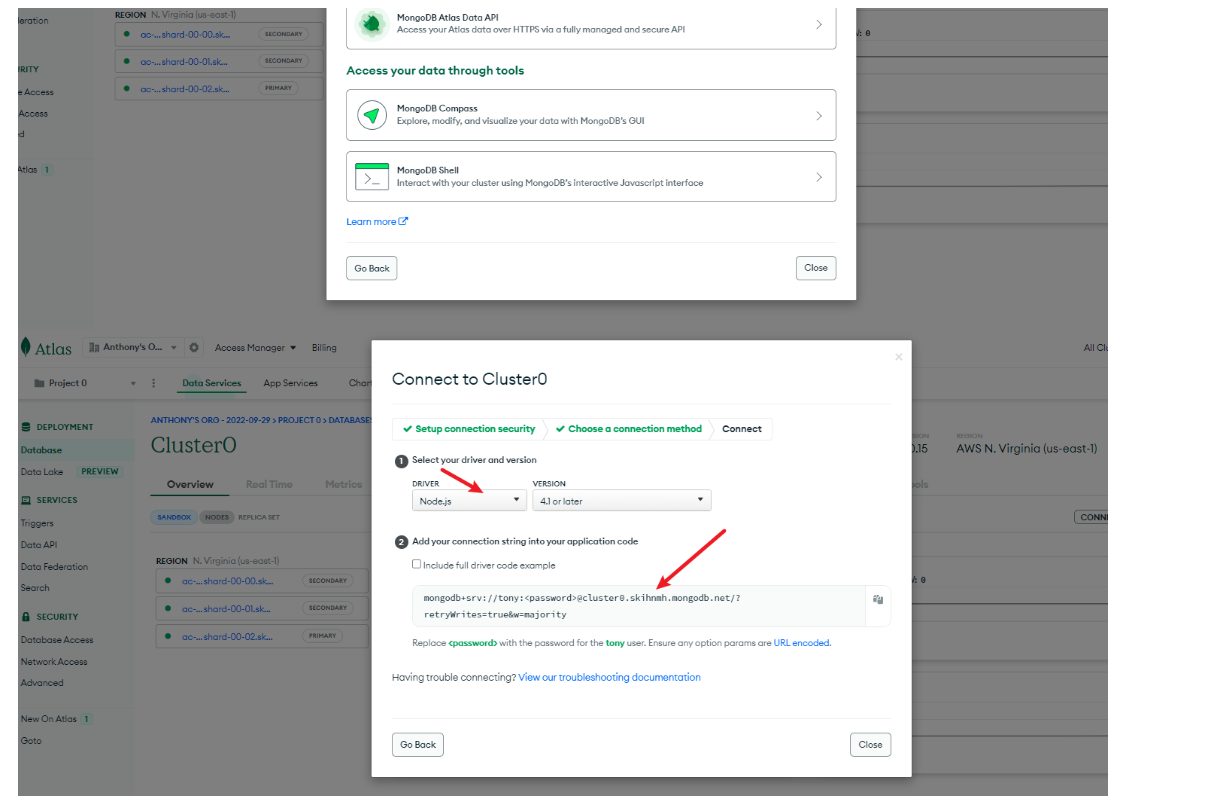 eration
REGION N. Virginia (us-east-1)
ac-...shard-00-00.sk... SECONDARY
ac-...shard-00-01.sk... SECONDARY
ac-...shard-00-02.sk... PRIMARY
RITY
e Access
Access
d
Atlas 1
MongoDB Atlas Data API
Access your Atlas data over HTTPS via a fully managed and secure API
Access your data through tools
MongoDB Compass
Explore, modify, and visualize your data with MongoDB's GUI
MongoDB Shell
Interact with your cluster using MongoDB's interactive Javascript interface
Learn more
Go Back
Close
: 0
Atlas Anthony's O... Access Manager Billing
All Clu
Project 0 Data Services App Services Chart
DEPLOYMENT
Database
Data Lake PREVIEW
SERVICES
Triggers
Data API
Data Federation
Search
SECURITY
Database Access
Network Access
Advanced
New On Atlas 1
Goto
ANTHONY'S ORG - 2022-09-29 > PROJECT 0 > DATABASES
Cluster0
Overview Real Time Metrics
SANDBOX NODES REPLICA SET
REGION N. Virginia (us-east-1)
ac-...shard-00-00.sk... SECONDARY
ac-...shard-00-01.sk... SECONDARY
ac-...shard-00-02.sk... PRIMARY
Connect to Cluster0
Setup connection security Choose a connection method Connect
1 Select your driver and version
DRIVER VERSION
Node.js 4.1 or later
2 Add your connection string into your application code
Include full driver code example
mongodb+srv://tony:<password>@cluster0.skihnmh.mongodb.net/?
retryWrites=true&w=majority
Replace <password> with the password for the tony user. Ensure any option params are URL encoded.
Having trouble connecting? View our troubleshooting documentation
Go Back
Close
REGION
.15 AWS N. Virginia (us-east-1)
ools
CONN
: 0